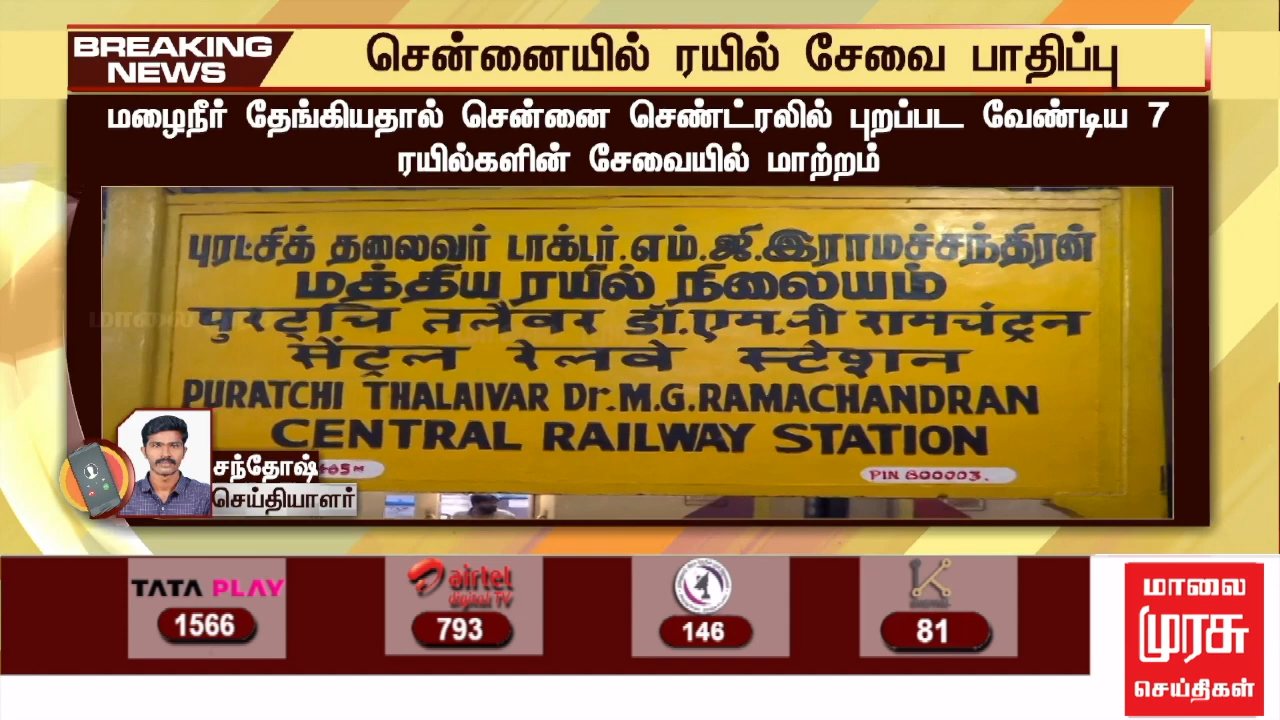 BREAKING
NEWS
சென்னையில் ரயில் சேவை பாதிப்பு
மழைநீர் தேங்கியதால் சென்னை செண்ட்ரலில் புறப்பட வேண்டிய 7
ரயில்களின் சேவையில் மாற்றம்
புரட்சித் தலைவர் டாக்டர்.எம்.ஜி.இராமச்சந்திரன்
மத்திய ரயில் நிலையம்
पुरट्चि तलैवर डॉ.एम.जी रामचंद्रन
सेंट्रल रेलवे स्टेशन
PURATCHI THALAIVAR Dr.M.G.RAMACHANDRAN
CENTRAL RAILWAY STATION
PIN 600003.
சந்தோஷ்
செய்தியாளர்
TATA PLAY
1566
airtel
digital TV
793
146
81
மாலை
முரசு
செய்திகள்